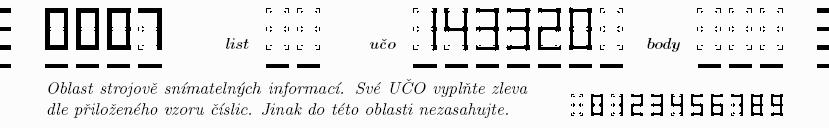 0007 list učo 143320 body
Oblast strojově snímatelných informací. Své UČO vyplňte zleva
dle přiloženého vzoru číslic. Jinak do této oblasti nezasahujte.
0123456789